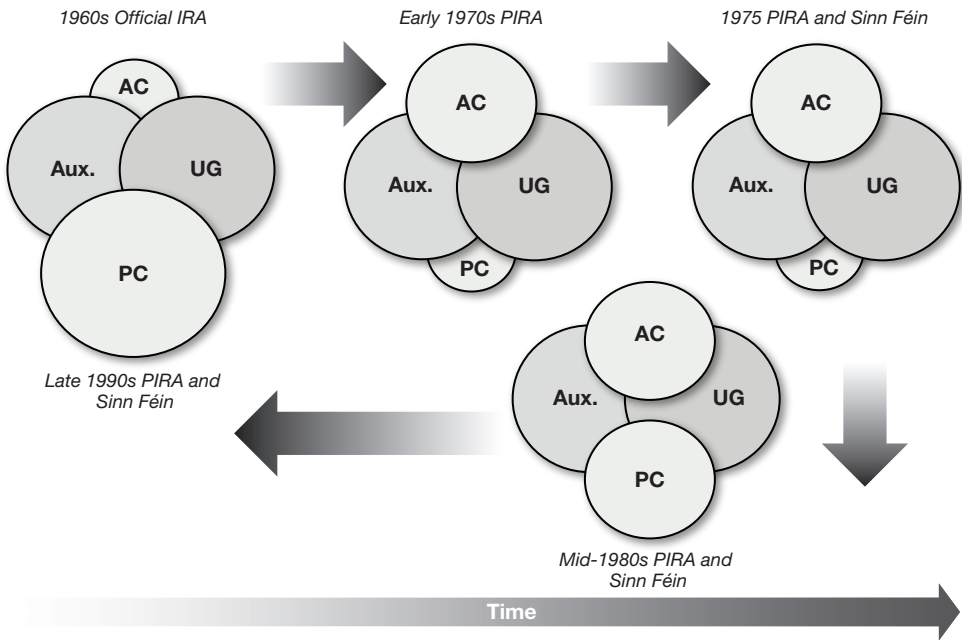 1960s Official IRA
AC
Aux.
UG
PC
Late 1990s PIRA and
Sinn Féin
Early 1970s PIRA
AC
Aux.
UG
PC
1975 PIRA and Sinn Féin
AC
Aux.
UG
PC
AC
Aux.
UG
PC
Mid-1980s PIRA and
Sinn Féin
Time